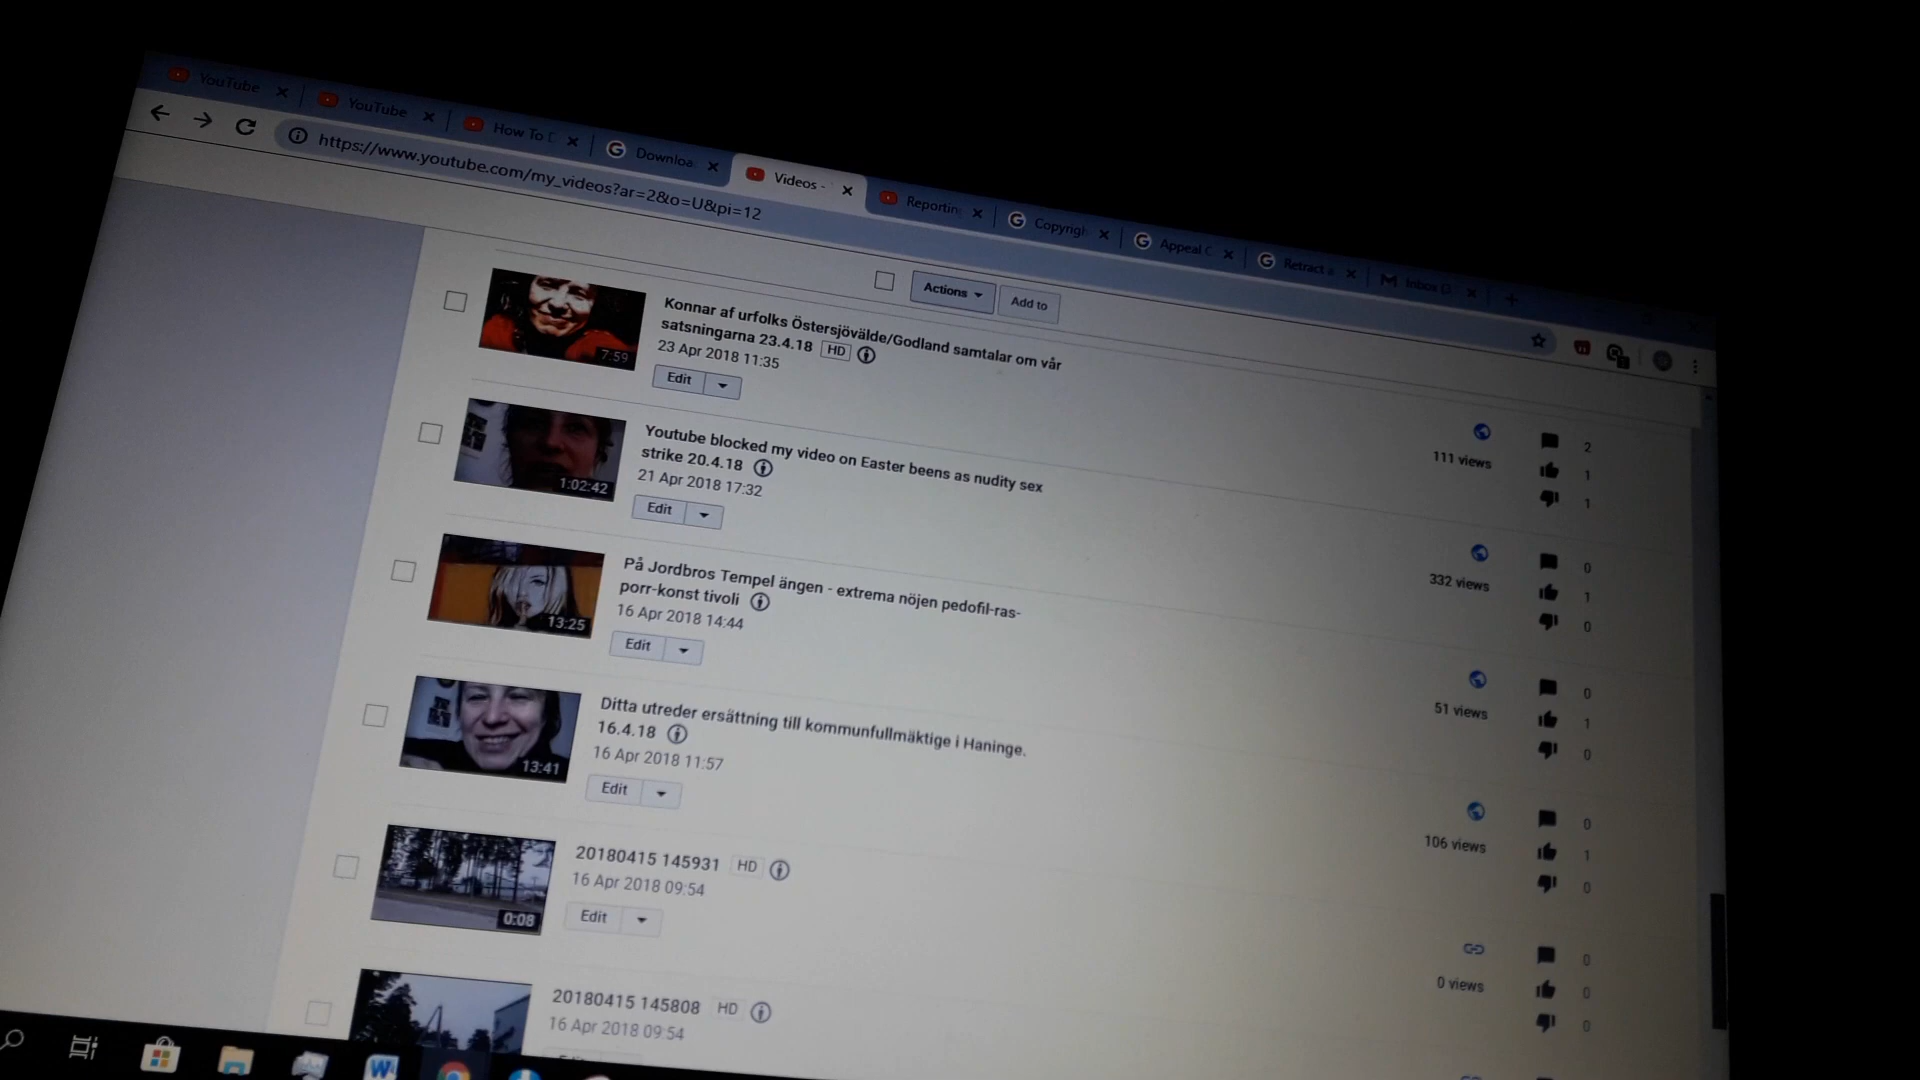 YouTube
YouTube
How To D
Downloa
Videos -
Reportin
Copyrigh
Appeal C
Retract a
Inbox (3
https://www.youtube.com/my_videos?ar=2&o=U&pi=12
Actions
Add to
Konnar af urfolks Östersjövälde/Godland samtalar om vår
satsningarna 23.4.18 HD
23 Apr 2018 11:35
7:59
Edit
111 views
2
1
1
Youtube blocked my video on Easter beens as nudity sex
strike 20.4.18
21 Apr 2018 17:32
1:02:42
Edit
332 views
0
1
0
På Jordbros Tempel ängen - extrema nöjen pedofil-ras-
porr-konst tivoli
16 Apr 2018 14:44
13:25
Edit
51 views
0
1
0
Ditta utreder ersättning till kommunfullmäktige i Haninge.
16.4.18
16 Apr 2018 11:57
13:41
Edit
106 views
0
1
0
20180415 145931 HD
16 Apr 2018 09:54
0:08
Edit
0 views
0
0
0
20180415 145808 HD
16 Apr 2018 09:54